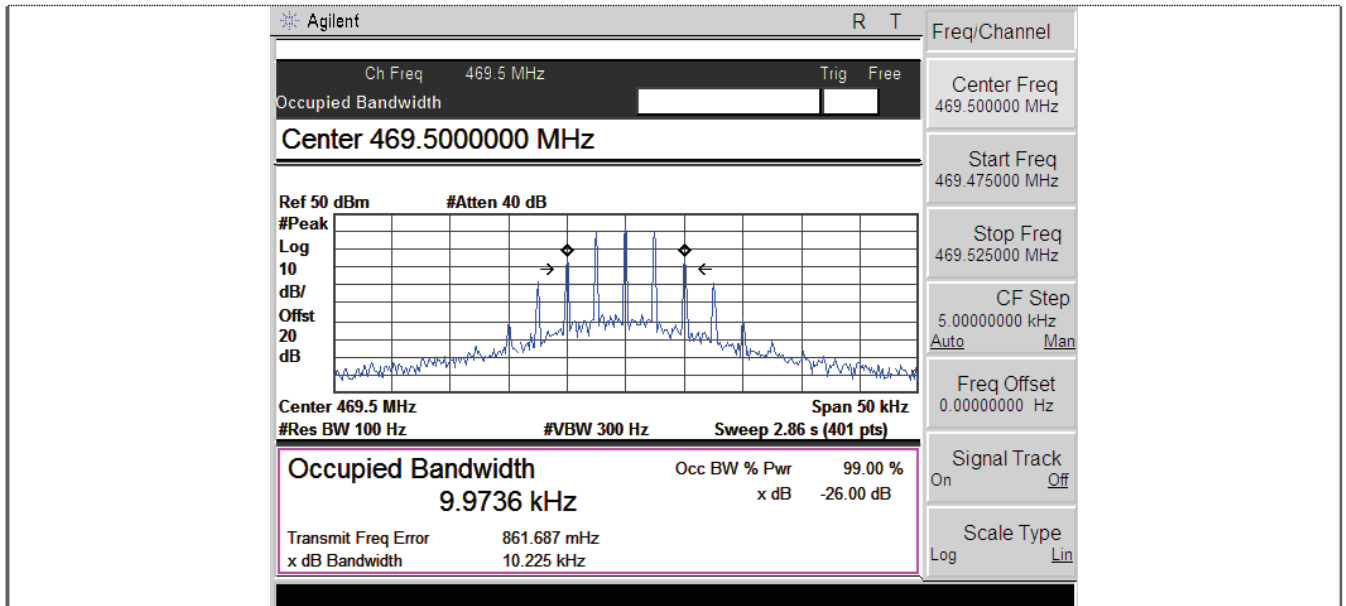 Agilent R T
Ch Freq 469.5 MHz Trig Free
Occupied Bandwidth
Center 469.5000000 MHz
Ref 50 dBm #Atten 40 dB
#Peak
Log
10
dB/
Offst
20
dB
Center 469.5 MHz Span 50 kHz
#Res BW 100 Hz #VBW 300 Hz Sweep 2.86 s (401 pts)
Occupied Bandwidth
9.9736 kHz
Occ BW % Pwr 99.00 %
x dB -26.00 dB
Transmit Freq Error 861.687 mHz
x dB Bandwidth 10.225 kHz
Freq/Channel
Center Freq
469.500000 MHz
Start Freq
469.475000 MHz
Stop Freq
469.525000 MHz
CF Step
5.00000000 kHz
Auto Man
Freq Offset
0.00000000 Hz
Signal Track
On Off
Scale Type
Log Lin